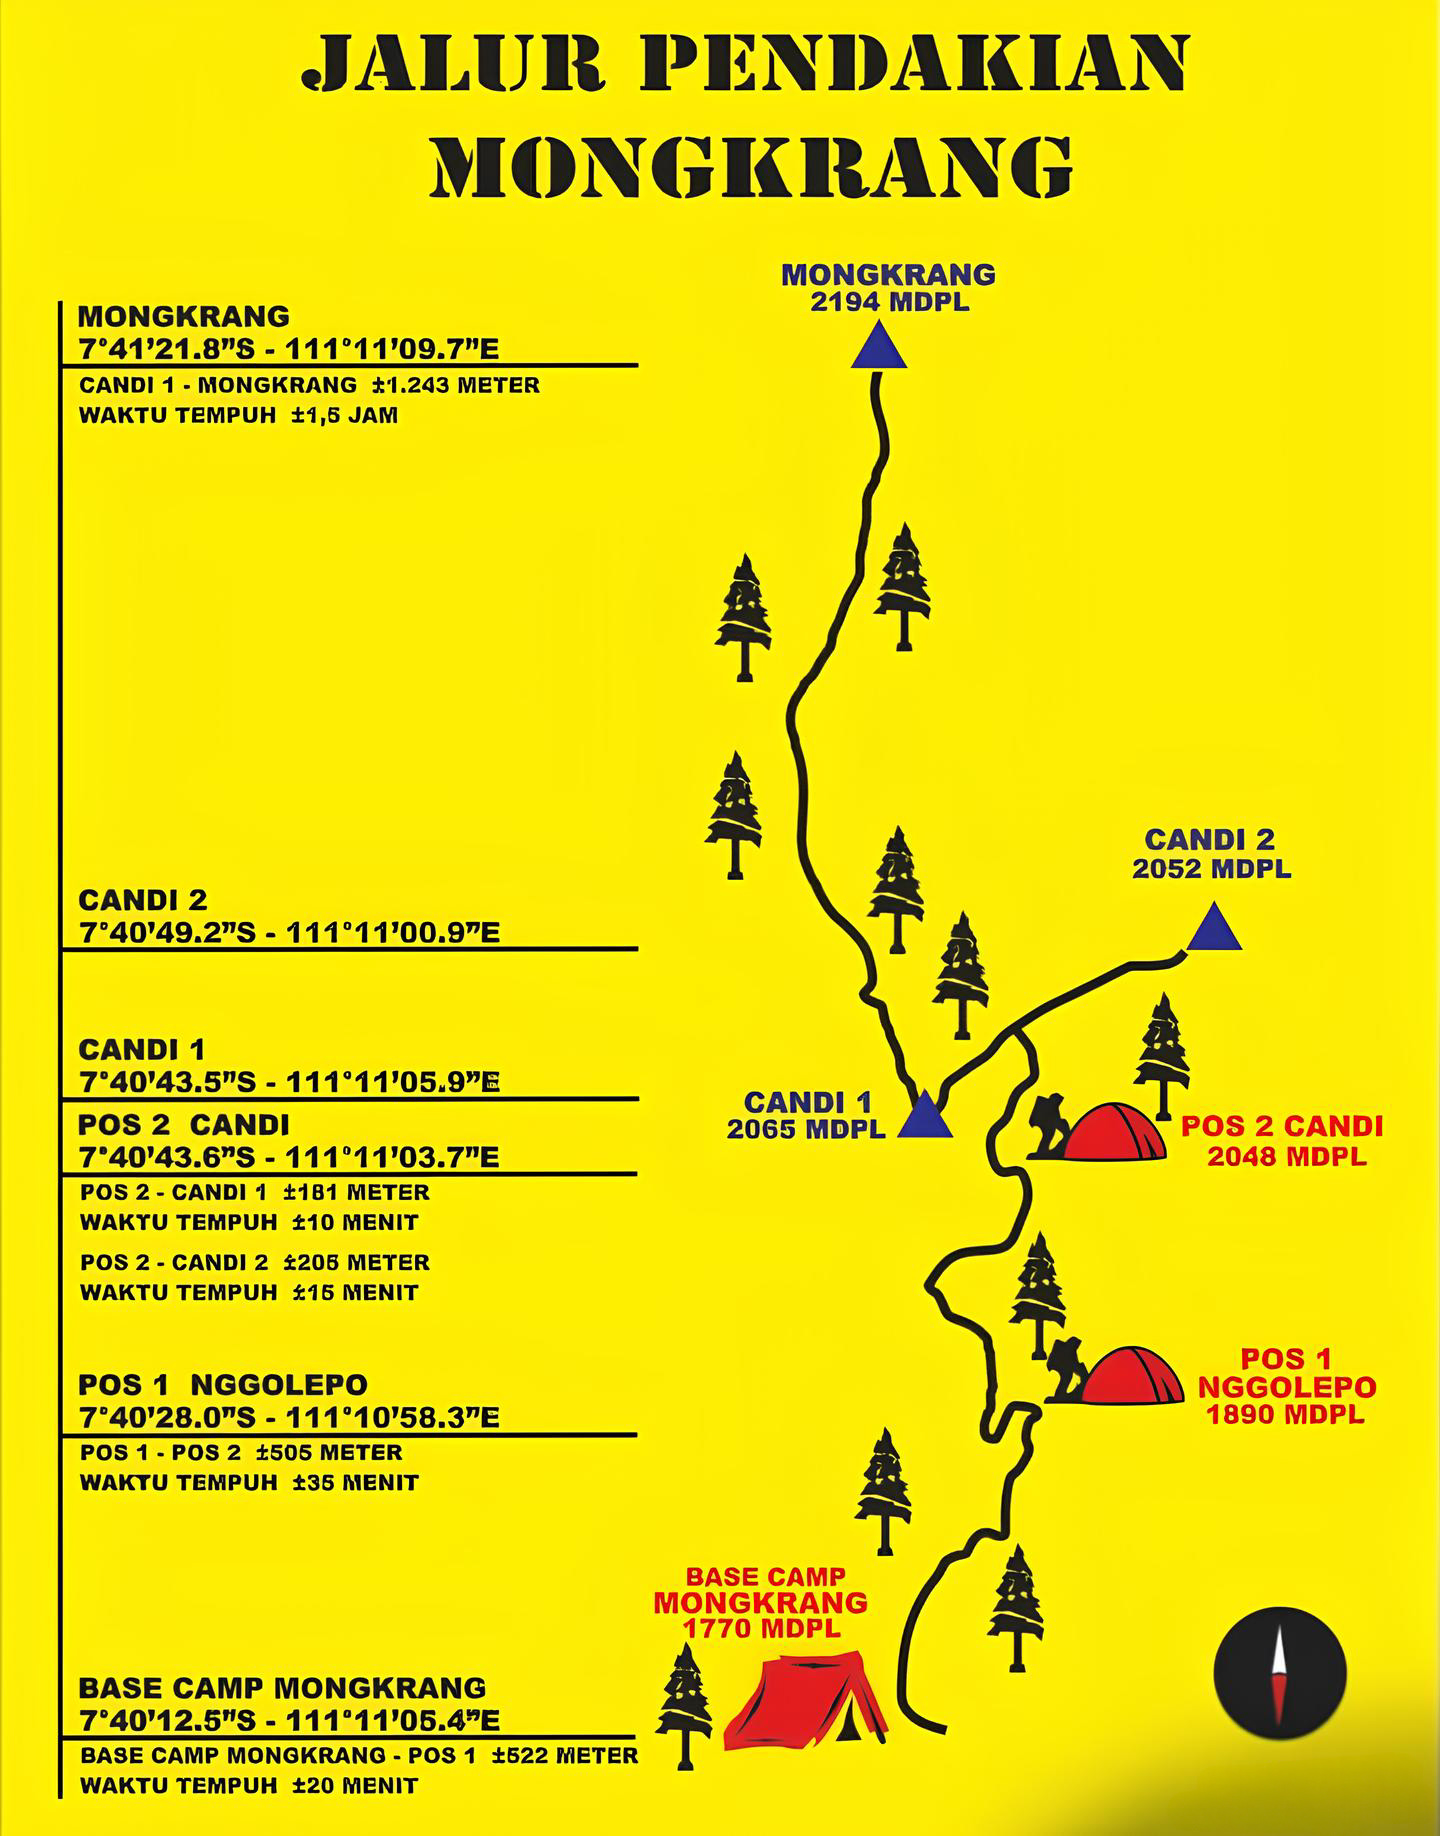 JALUR PENDAKIAN
MONGKRANG
MONGKRANG
7°41'21.8"S - 111°11'09.7"E
CANDI 1 - MONGKRANG ±1.243 METER
WAKTU TEMPUH ±1,5 JAM
CANDI 2
7°40'49.2"S - 111°11'00.9"E
CANDI 1
7°40'43.5"S - 111°11'05.9"E
POS 2 CANDI
7°40'43.6"S - 111°11'03.7"E
POS 2 - CANDI 1 ±181 METER
WAKTU TEMPUH ±10 MENIT
POS 2 - CANDI 2 ±205 METER
WAKTU TEMPUH ±15 MENIT
POS 1 NGGOLEPO
7°40'28.0"S - 111°10'58.3"E
POS 1 - POS 2 ±505 METER
WAKTU TEMPUH ±35 MENIT
BASE CAMP MONGKRANG
7°40'12.5"S - 111°11'05.4"E
BASE CAMP MONGKRANG - POS 1 ±522 METER
WAKTU TEMPUH ±20 MENIT
MONGKRANG
2194 MDPL
CANDI 2
2052 MDPL
CANDI 1
2065 MDPL
POS 2 CANDI
2048 MDPL
POS 1
NGGOLEPO
1890 MDPL
BASE CAMP
MONGKRANG
1770 MDPL